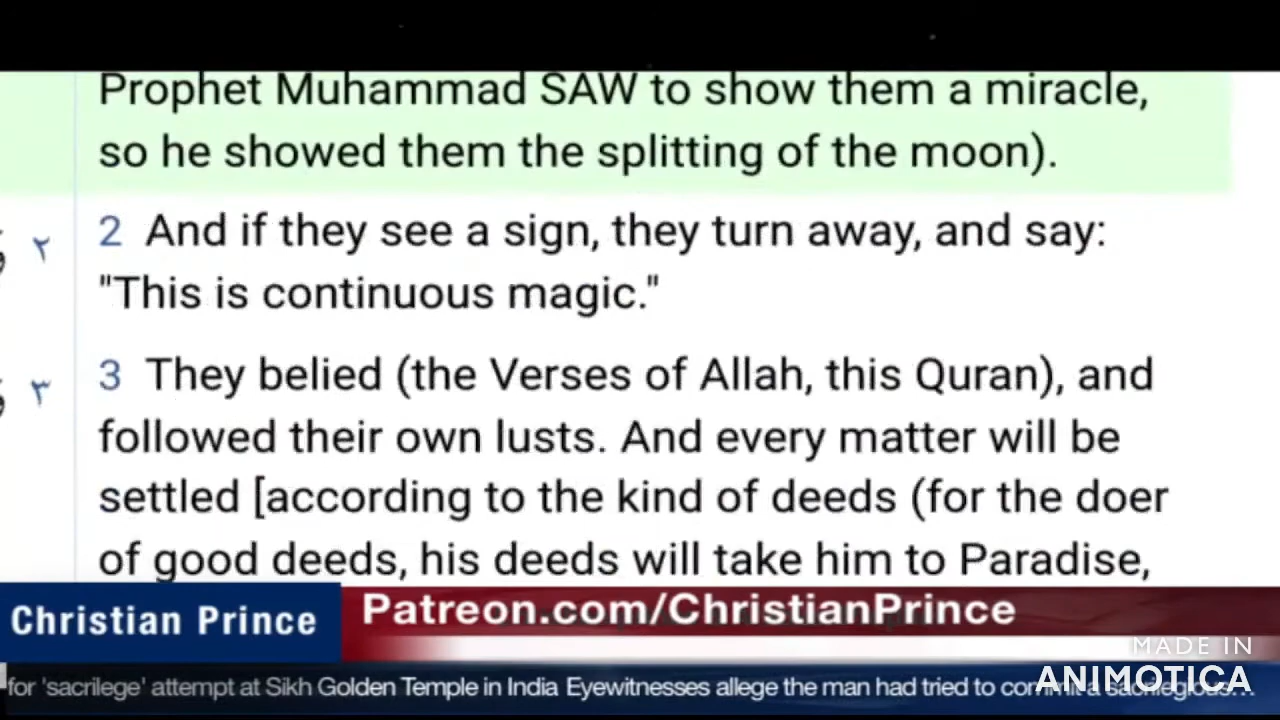 Prophet Muhammad SAW to show them a miracle,
so he showed them the splitting of the moon).
٢ 2 And if they see a sign, they turn away, and say:
"This is continuous magic."
٣ 3 They belied (the Verses of Allah, this Quran), and
followed their own lusts. And every matter will be
settled [according to the kind of deeds (for the doer
of good deeds, his deeds will take him to Paradise,
Christian Prince
Patreon.com/ChristianPrince
MADE IN
ANIMOTICA
for 'sacrilege' attempt at Sikh Golden Temple in India Eyewitnesses allege the man had tried to commit a sacrilegious...